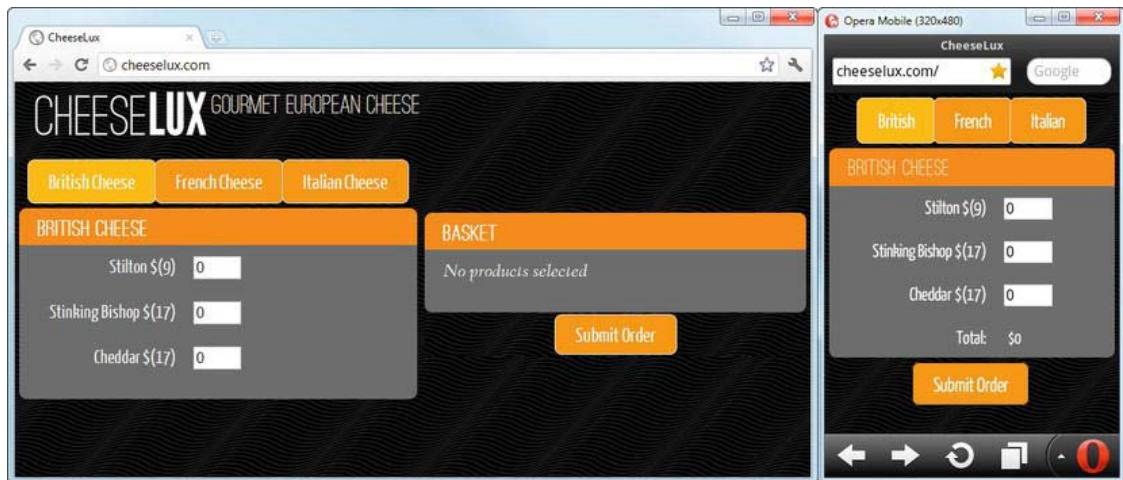 CheeseLux
cheeselux.com
CHEESELUX GOURMET EUROPEAN CHEESE
British Cheese French Cheese Italian Cheese
BRITISH CHEESE
Stilton $(9) 0
Stinking Bishop $(17) 0
Cheddar $(17) 0
BASKET
No products selected
Submit Order
Opera Mobile (320x480)
CheeseLux
cheeselux.com/ Google
British French Italian
BRITISH CHEESE
Stilton $(9) 0
Stinking Bishop $(17) 0
Cheddar $(17) 0
Total: $0
Submit Order